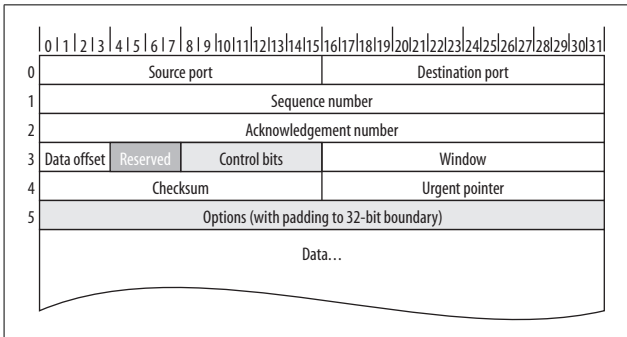 0 1 2 3 4 5 6 7 8 9 10 11 12 13 14 15 16 17 18 19 20 21 22 23 24 25 26 27 28 29 30 31
0 Source port Destination port
1 Sequence number
2 Acknowledgement number
3 Data offset Reserved Control bits Window
4 Checksum Urgent pointer
5 Options (with padding to 32-bit boundary)
Data…